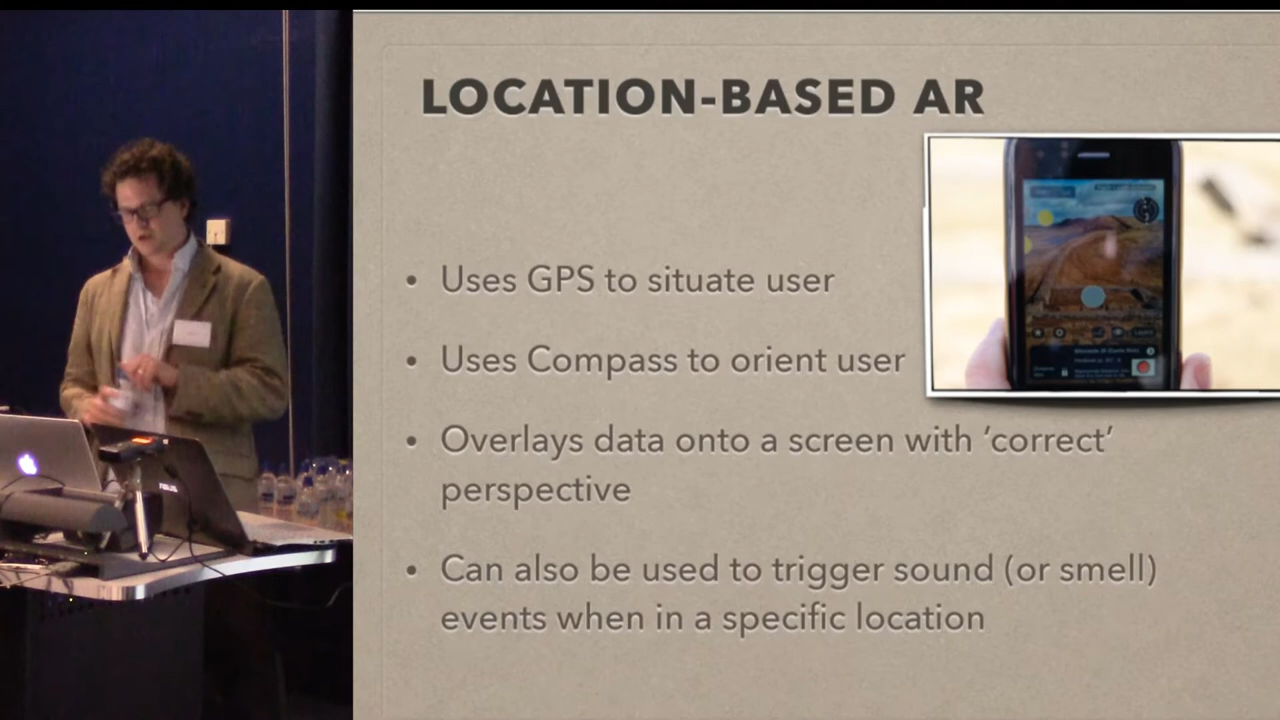 LOCATION-BASED AR
• Uses GPS to situate user
• Uses Compass to orient user
• Overlays data onto a screen with ‘correct’
perspective
• Can also be used to trigger sound (or smell)
events when in a specific location
ASUS